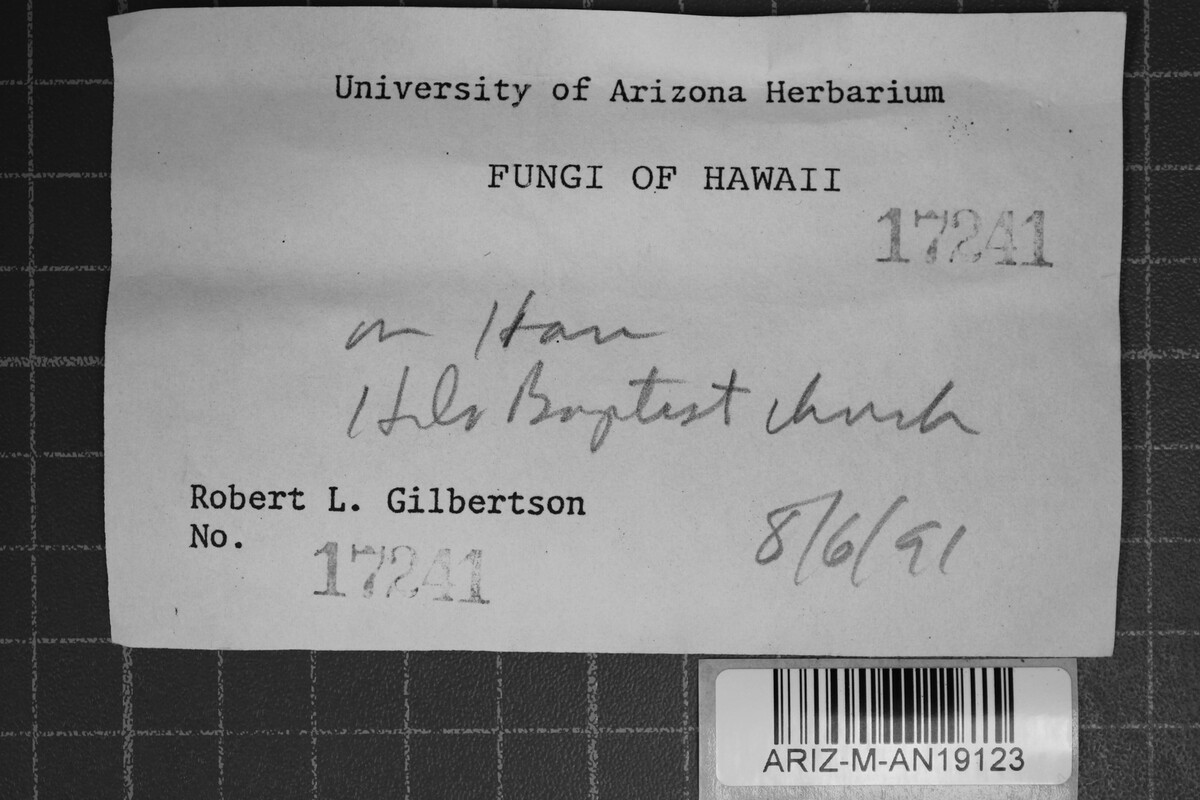 University of Arizona Herbarium
FUNGI OF HAWAII
17241
on Hau
Hilo Baptist church
Robert L. Gilbertson
No.
17241
8/6/91
ARIZ-M-AN19123